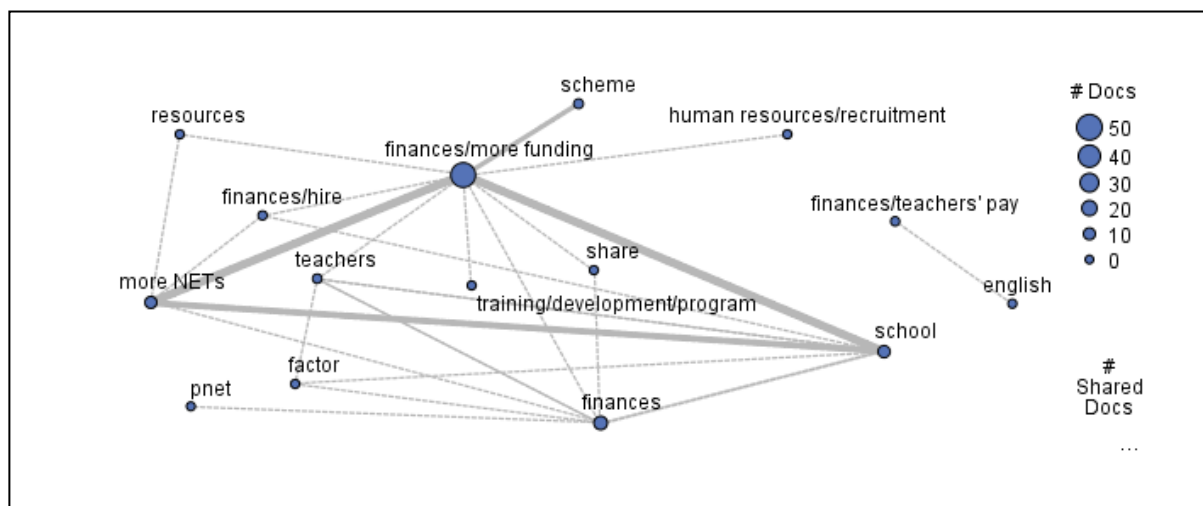 scheme
resources
human resources/recruitment
finances/more funding
finances/hire
finances/teachers' pay
teachers
share
more NETs
training/development/program
english
school
factor
pnet
finances
# Docs
50
40
30
20
10
0
#
Shared
Docs
...